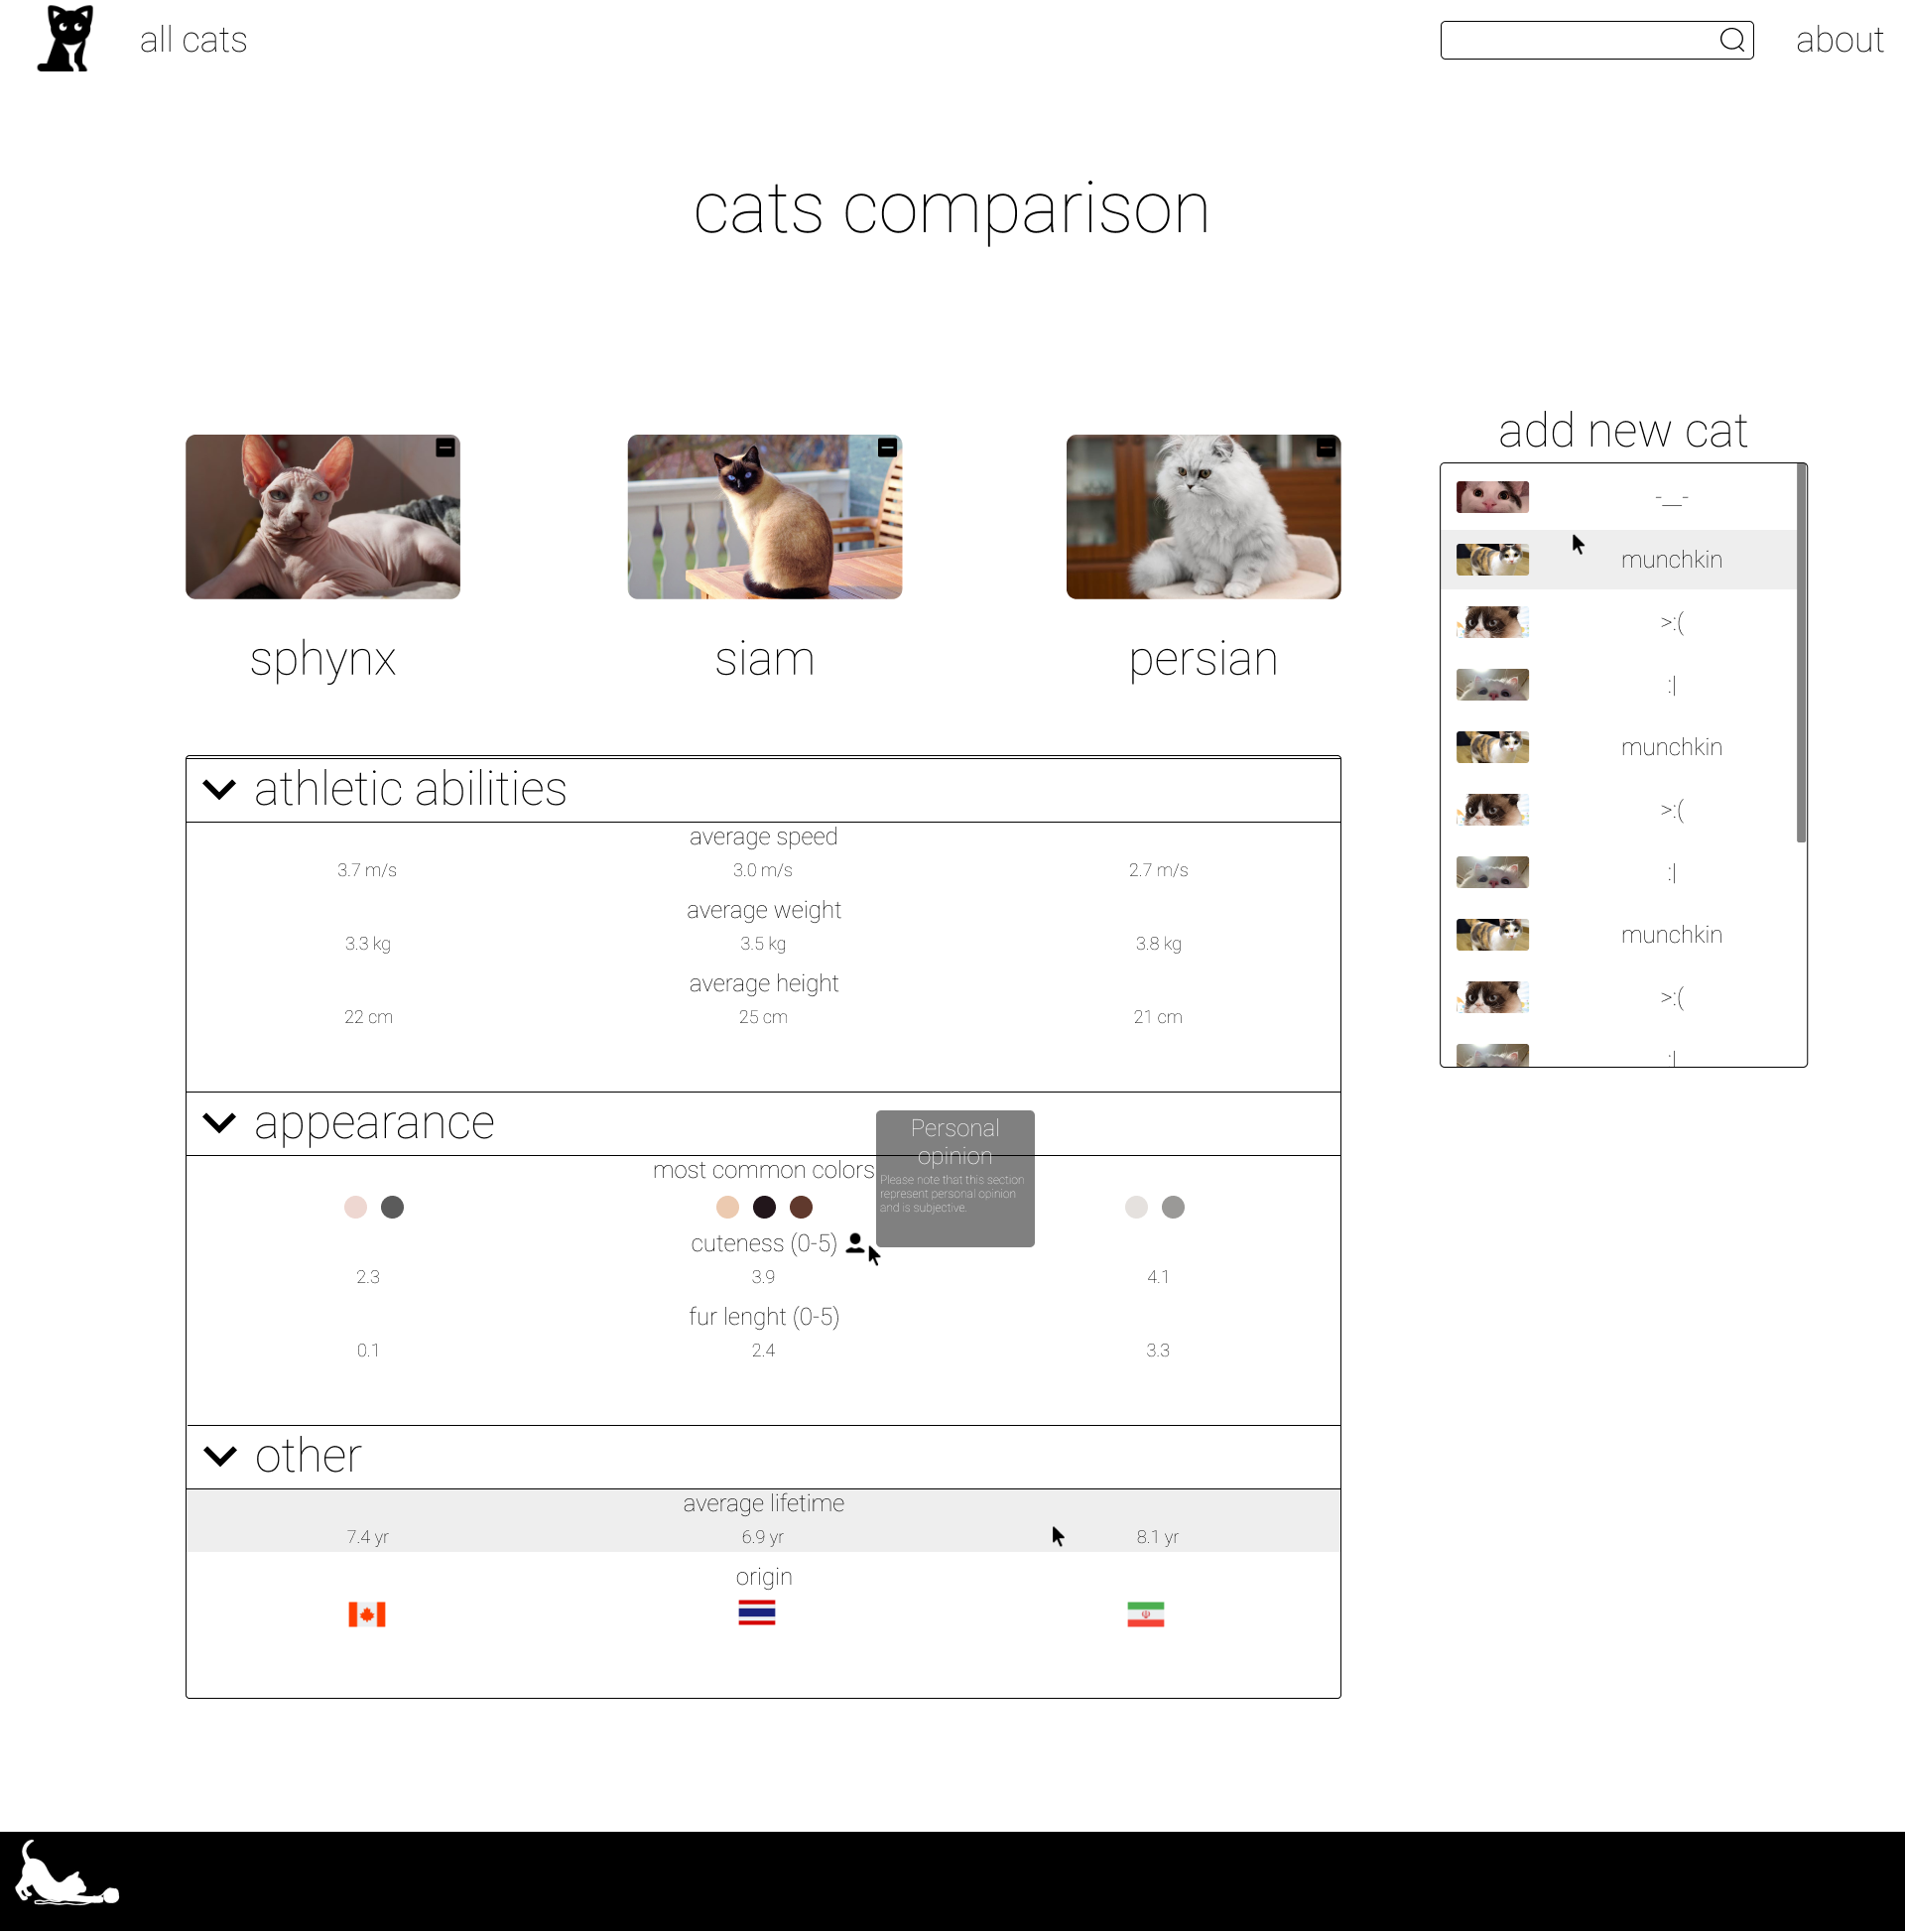 all cats
about
cats comparison
add new cat
-__-
munchkin
>:(
:|
munchkin
>:(
:|
munchkin
>:(
:|
sphynx
siam
persian
athletic abilities
average speed
3.7 m/s
3.0 m/s
2.7 m/s
average weight
3.3 kg
3.5 kg
3.8 kg
average height
22 cm
25 cm
21 cm
appearance
Personal
opinion
Please note that this section
represent personal opinion
and is subjective.
most common colors
cuteness (0-5)
2.3
3.9
4.1
fur lenght (0-5)
0.1
2.4
3.3
other
average lifetime
7.4 yr
6.9 yr
8.1 yr
origin